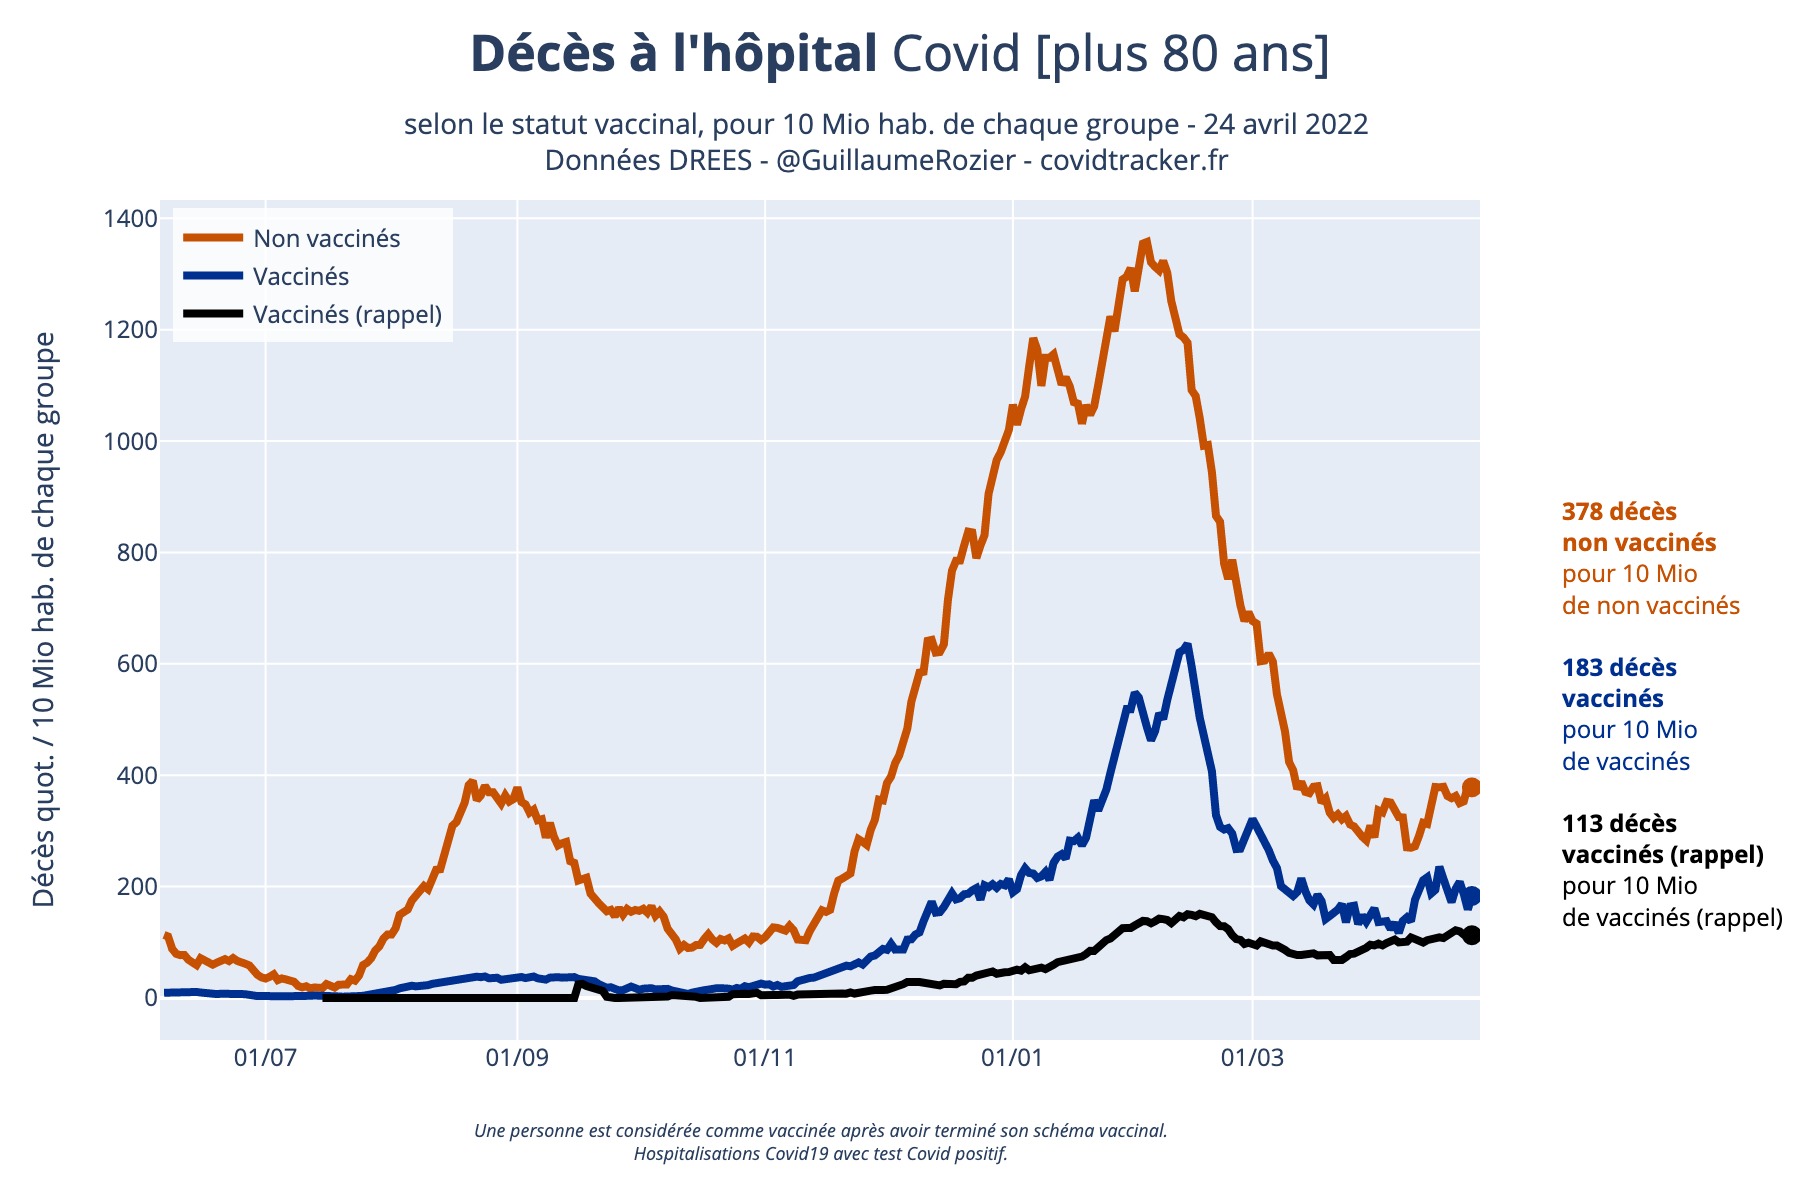 Décès à l'hôpital Covid [plus 80 ans]
selon le statut vaccinal, pour 10 Mio hab. de chaque groupe - 24 avril 2022
Données DREES - @GuillaumeRozier - covidtracker.fr
Décès quot. / 10 Mio hab. de chaque groupe
1400
1200
1000
800
600
400
200
0
Non vaccinés
Vaccinés
Vaccinés (rappel)
01/07
01/09
01/11
01/01
01/03
378 décès
non vaccinés
pour 10 Mio
de non vaccinés
183 décès
vaccinés
pour 10 Mio
de vaccinés
113 décès
vaccinés (rappel)
pour 10 Mio
de vaccinés (rappel)
Une personne est considérée comme vaccinée après avoir terminé son schéma vaccinal.
Hospitalisations Covid19 avec test Covid positif.